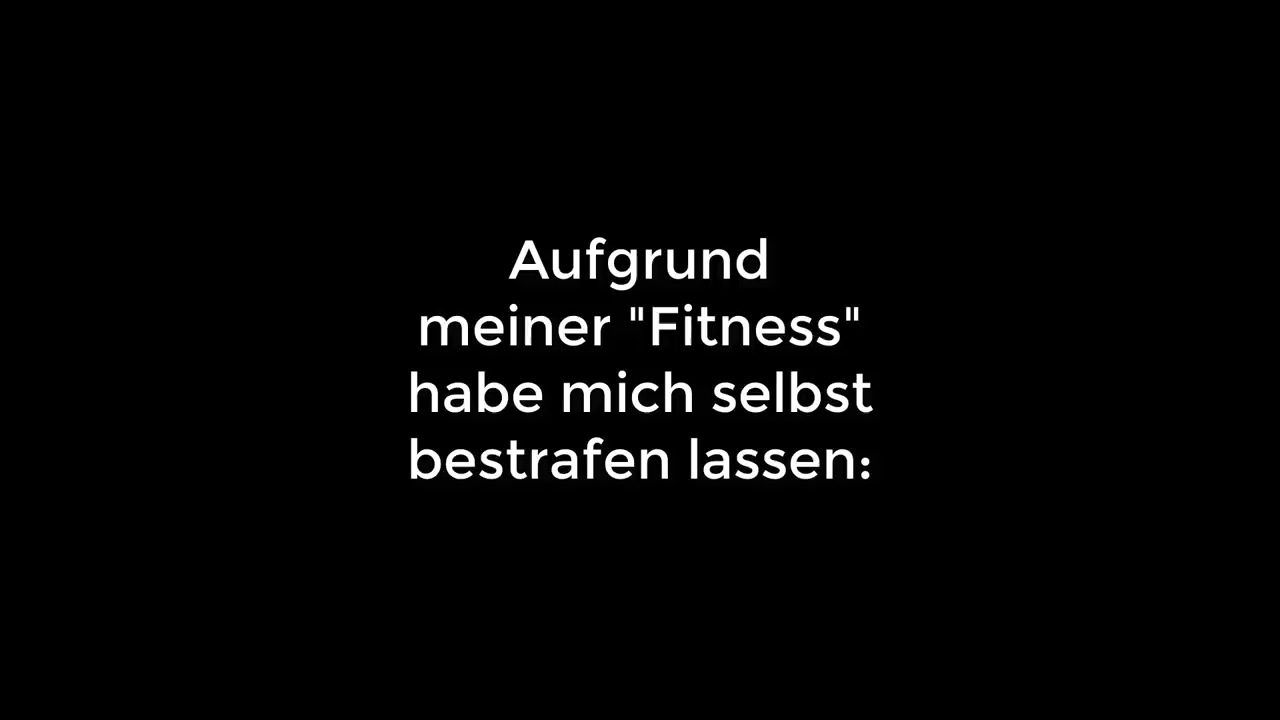 Aufgrund
meiner "Fitness"
habe mich selbst
bestrafen lassen: